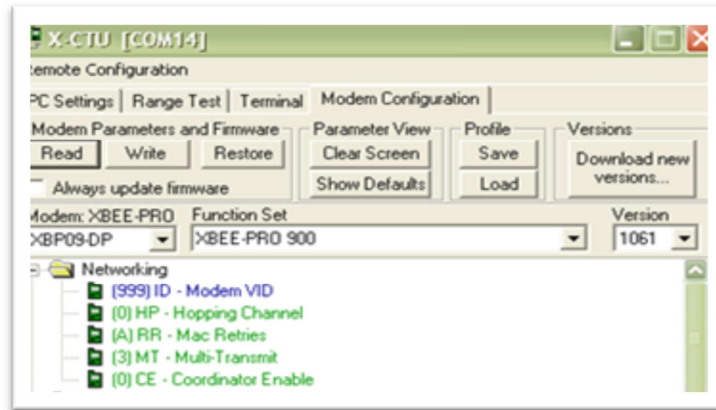 X-CTU [COM14]
Remote Configuration
PC Settings Range Test Terminal Modem Configuration
Modem Parameters and Firmware Parameter View Profile Versions
Read Write Restore Clear Screen Save Download new versions...
Always update firmware Show Defaults Load
Modem: XBEE-PRO Function Set Version
XBP09-DP XBEE-PRO 900 1061
Networking
(999) ID - Modem VID
(0) HP - Hopping Channel
(A) RR - Mac Retries
(3) MT - Multi-Transmit
(0) CE - Coordinator Enable